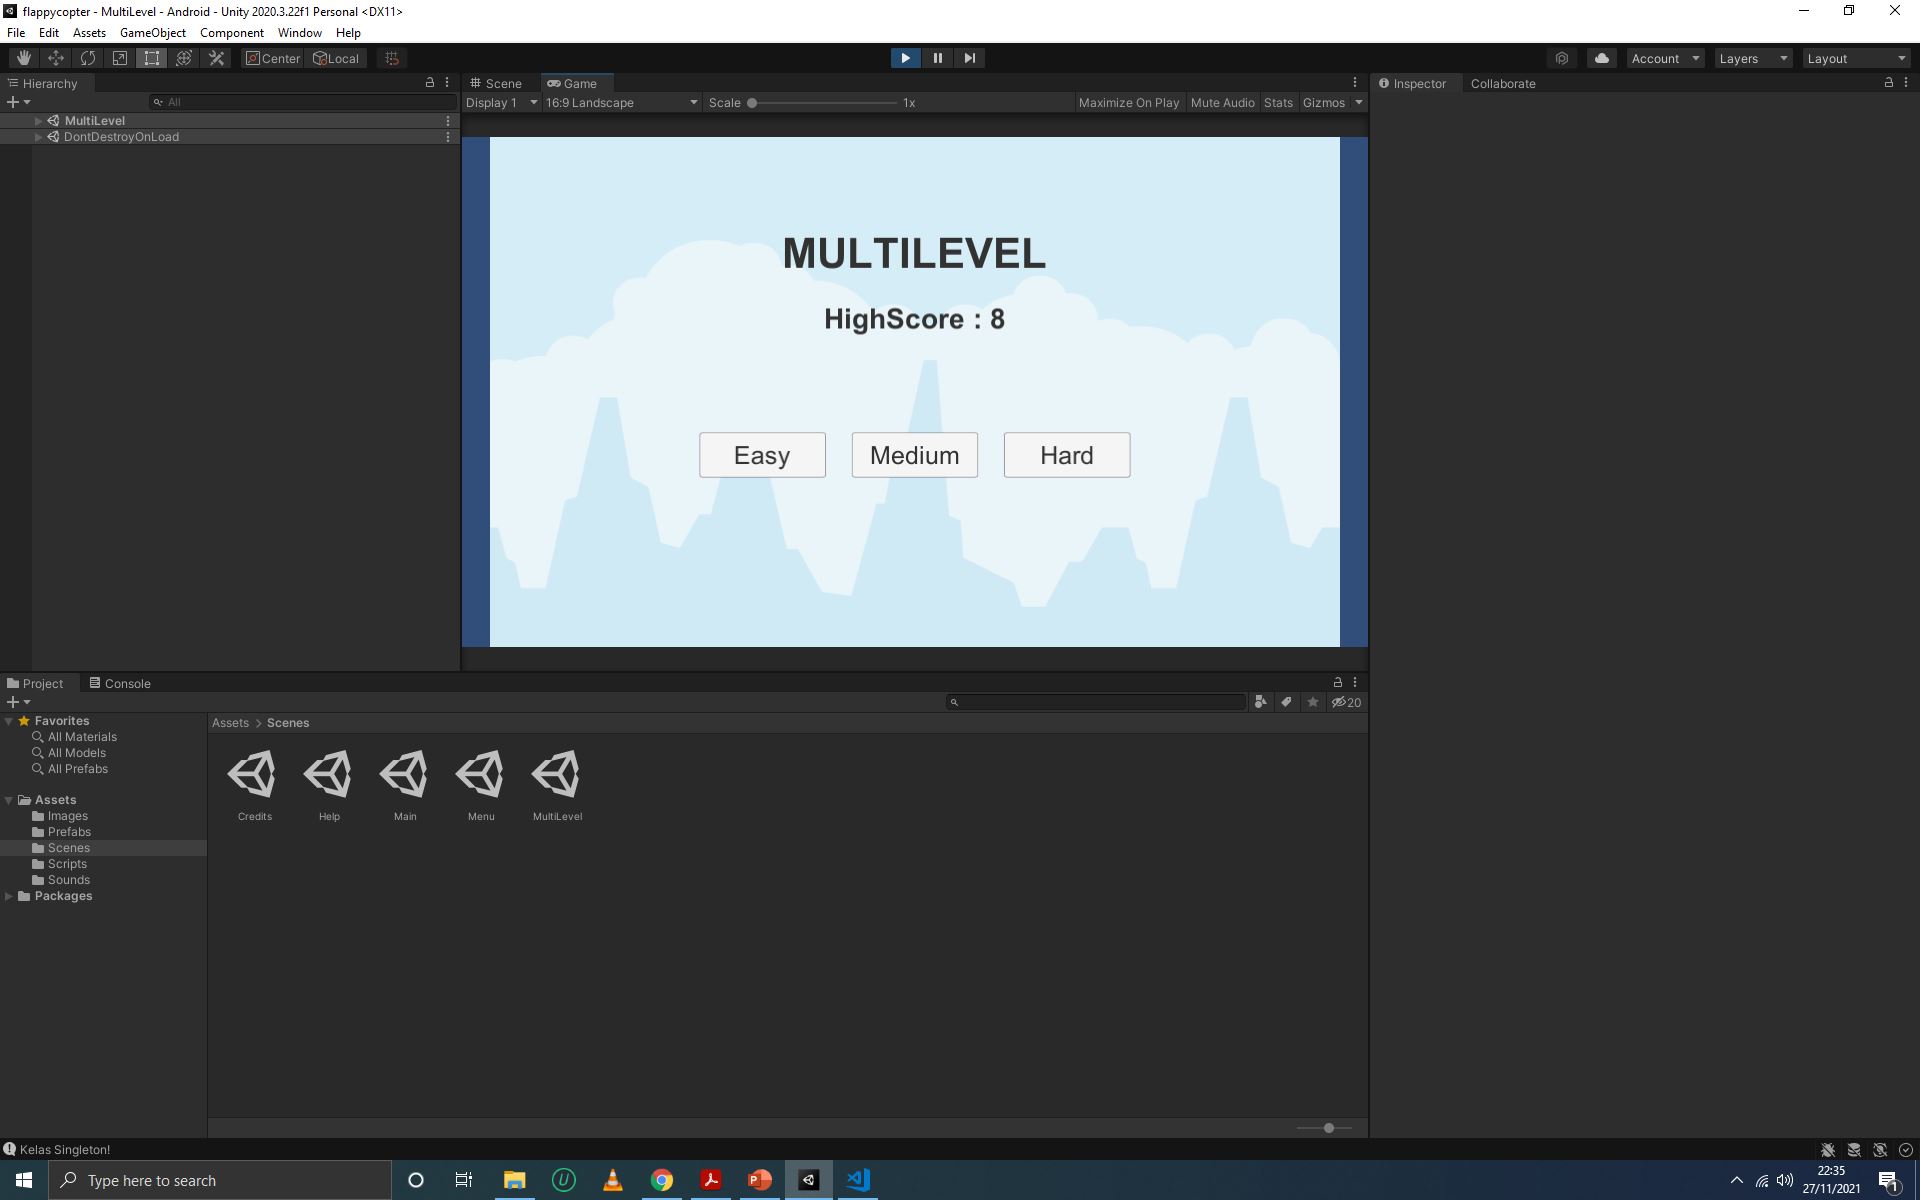 flappycopter - MultiLevel - Android - Unity 2020.3.22f1 Personal <DX11>
File Edit Assets GameObject Component Window Help
Center Local Account Layers Layout
Hierarchy
All
MultiLevel
DontDestroyOnLoad
Scene Game
Display 1 16:9 Landscape Scale 1x Maximize On Play Mute Audio Stats Gizmos
MULTILEVEL
HighScore : 8
Easy Medium Hard
Inspector Collaborate
Project Console
20
Favorites
All Materials
All Models
All Prefabs
Assets
Images
Prefabs
Scenes
Scripts
Sounds
Packages
Assets > Scenes
Credits Help Main Menu MultiLevel
Kelas Singleton!
Type here to search
22:35
27/11/2021
1